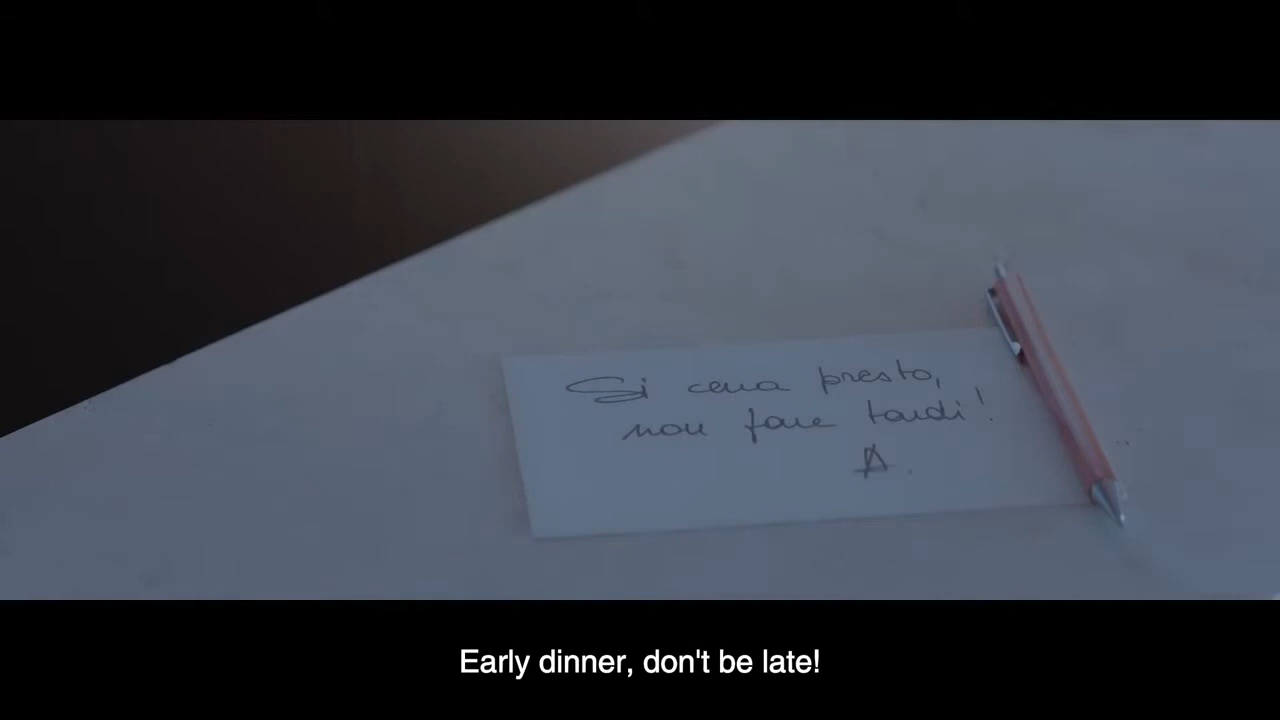 Si cena presto,
non fare tardi!
A.
Early dinner, don't be late!